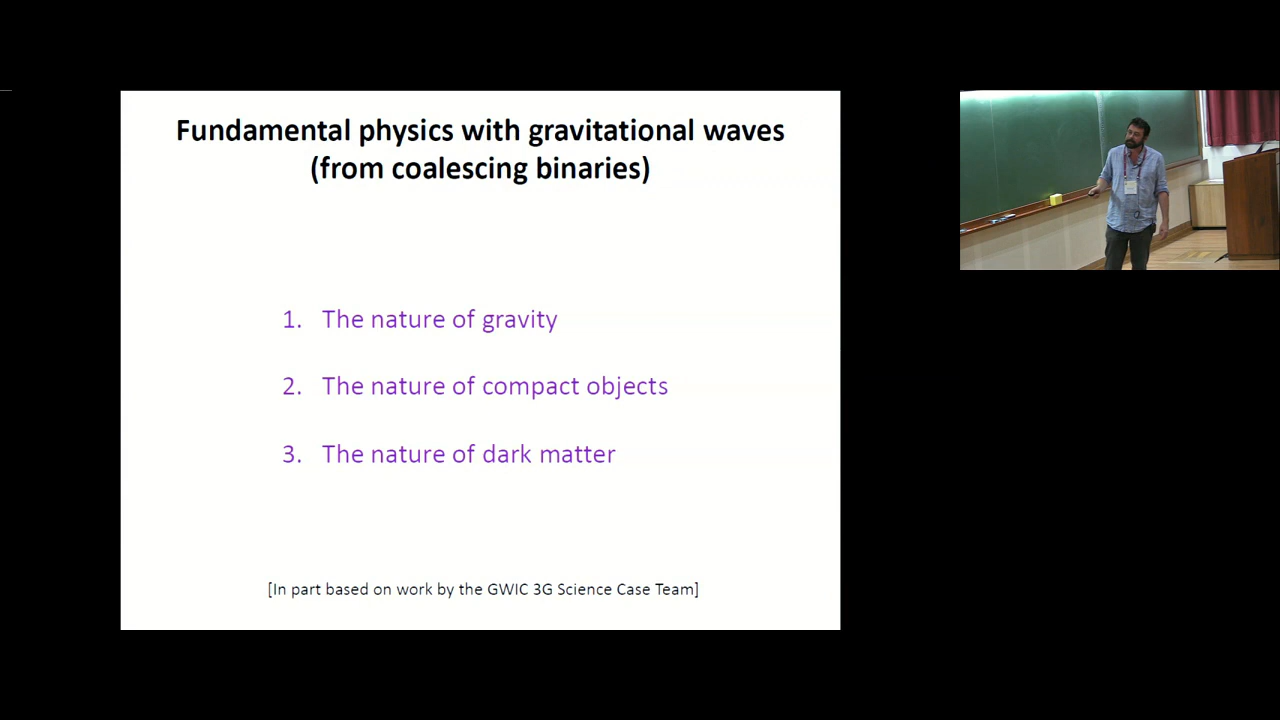 Fundamental physics with gravitational waves
(from coalescing binaries)
1. The nature of gravity
2. The nature of compact objects
3. The nature of dark matter
[In part based on work by the GWIC 3G Science Case Team]